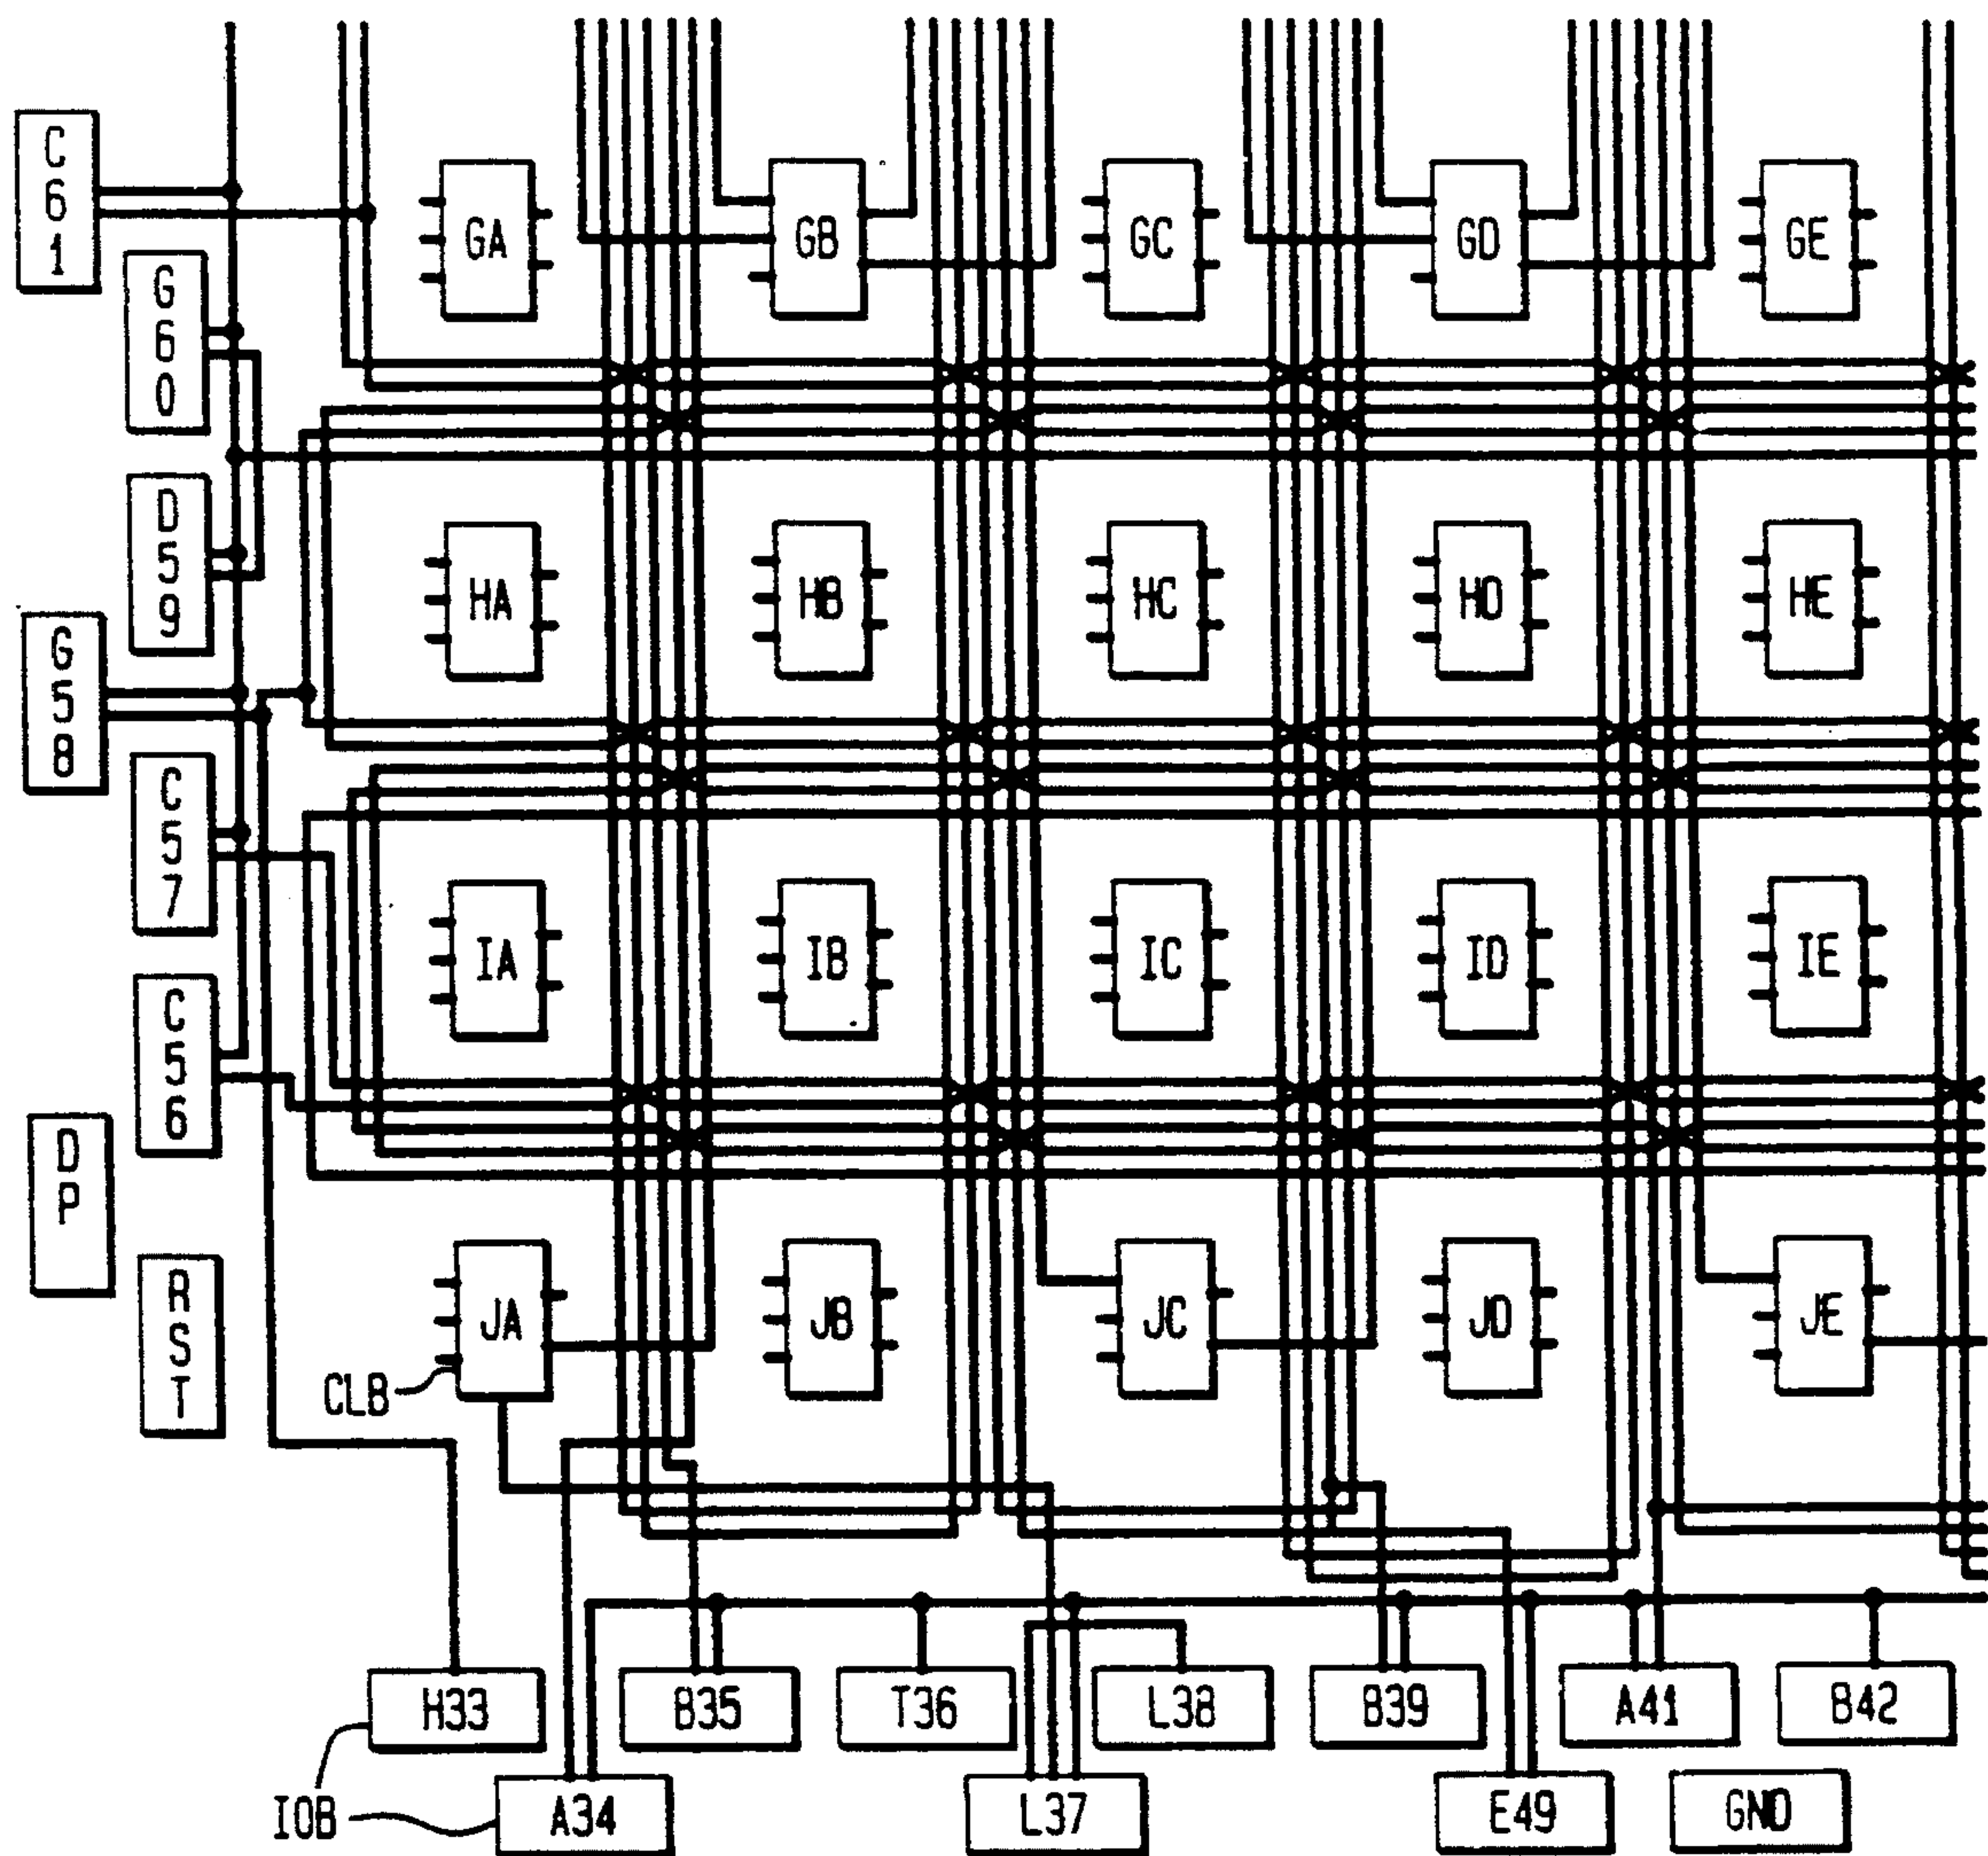 C61
G60
D59
G58
C57
C56
DP
RST
GA GB GC GD GE
HA HB HC HD HE
IA IB IC ID IE
JA JB JC JD JE
CLB
H33 B35 T36 L38 B39 A41 B42
IOB A34 L37 E49 GND